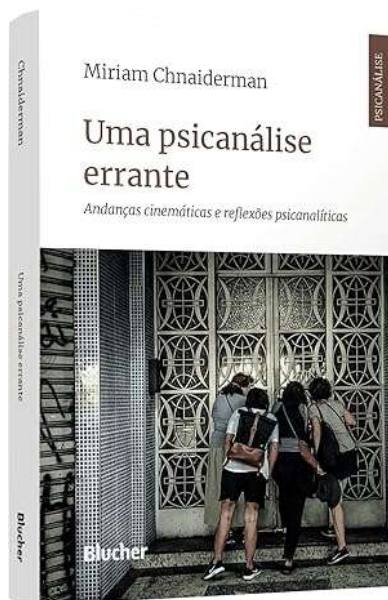 Miriam Chnaiderman
PSICANÁLISE
Uma psicanálise
errante
Andanças cinemáticas e reflexões psicanalíticas
Blucher
Chnaiderman
Uma psicanálise errante
Blucher